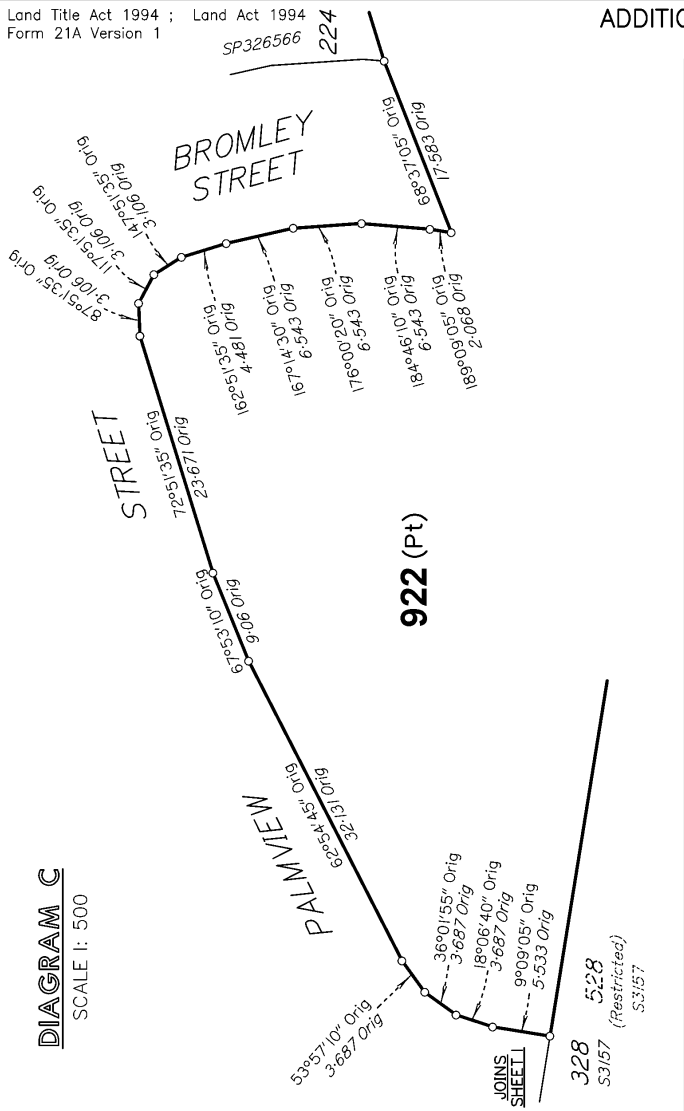 Land Title Act 1994 ; Land Act 1994
Form 21A Version 1
ADDITIO
SP326566
224
BROMLEY
STREET
68°37'05" Orig
17·583 Orig
147°51'35" Orig
3·106 Orig
117°51'35" Orig
3·106 Orig
87°51'35" Orig
3·106 Orig
162°51'35" Orig
4·481 Orig
167°14'30" Orig
6·543 Orig
176°00'20" Orig
6·543 Orig
184°46'10" Orig
6·543 Orig
189°09'05" Orig
2·068 Orig
STREET
72°51'35" Orig
23·671 Orig
67°53'10" Orig
9·06 Orig
922 (Pt)
PALMVIEW
62°54'45" Orig
32·131 Orig
DIAGRAM C
SCALE 1: 500
53°57'10" Orig
3·687 Orig
36°01'55" Orig
3·687 Orig
18°06'40" Orig
3·687 Orig
9°09'05" Orig
5·533 Orig
JOINS
SHEET 1
328
S3157
528
(Restricted)
S3157